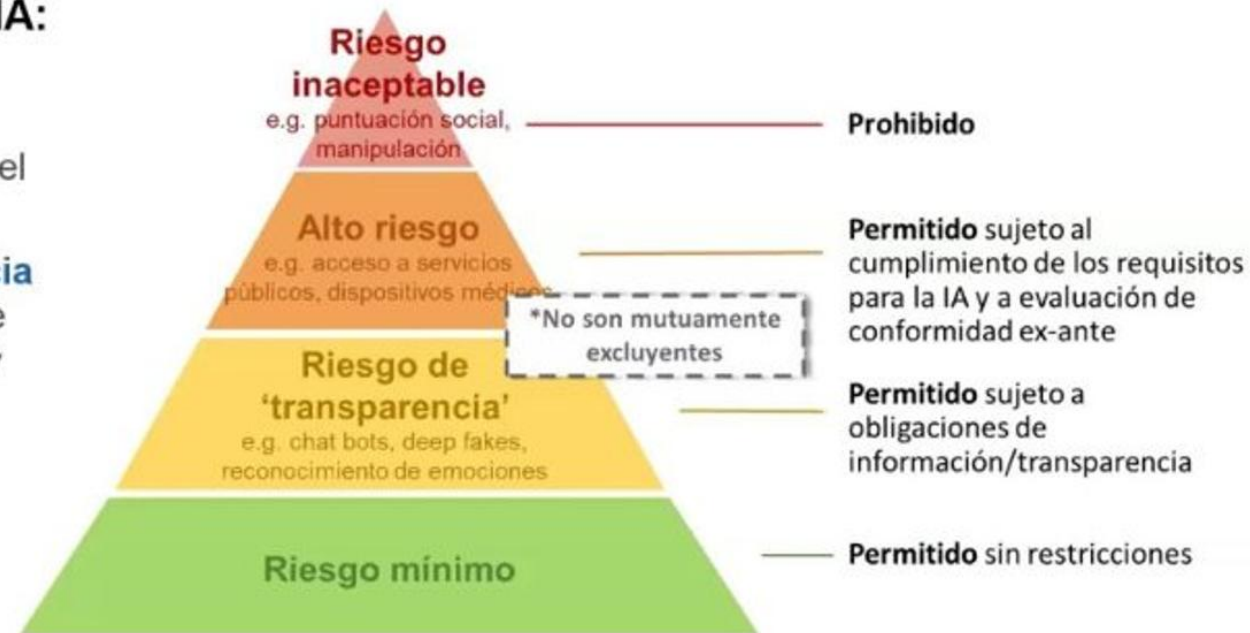 IA:
el
cia
e
Riesgo
inaceptable
e.g. puntuación social,
manipulación
Prohibido
Alto riesgo
e.g. acceso a servicios
públicos, dispositivos médicos
Permitido sujeto al
cumplimiento de los requisitos
para la IA y a evaluación de
conformidad ex-ante
*No son mutuamente
excluyentes
Riesgo de
‘transparencia’
e.g. chat bots, deep fakes,
reconocimiento de emociones
Permitido sujeto a
obligaciones de
información/transparencia
Riesgo mínimo
Permitido sin restricciones